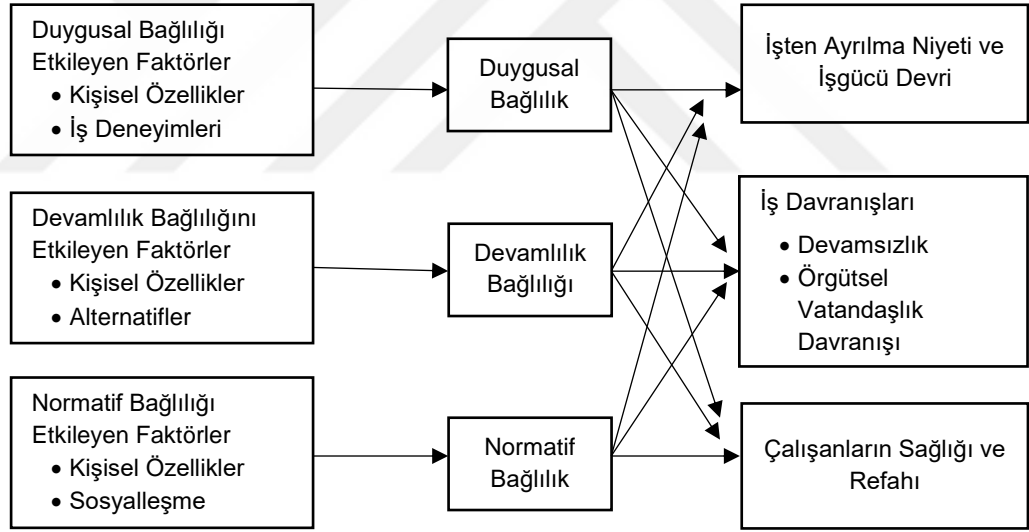 Duygusal Bağlılığı
Etkileyen Faktörler
• Kişisel Özellikler
• İş Deneyimleri
Duygusal
Bağlılık
İşten Ayrılma Niyeti ve
İşgücü Devri
Devamlılık Bağlılığını
Etkileyen Faktörler
• Kişisel Özellikler
• Alternatifler
Devamlılık
Bağlılığı
İş Davranışları
• Devamsızlık
• Örgütsel
Vatandaşlık
Davranışı
Normatif Bağlılığı
Etkileyen Faktörler
• Kişisel Özellikler
• Sosyalleşme
Normatif
Bağlılık
Çalışanların Sağlığı ve
Refahı